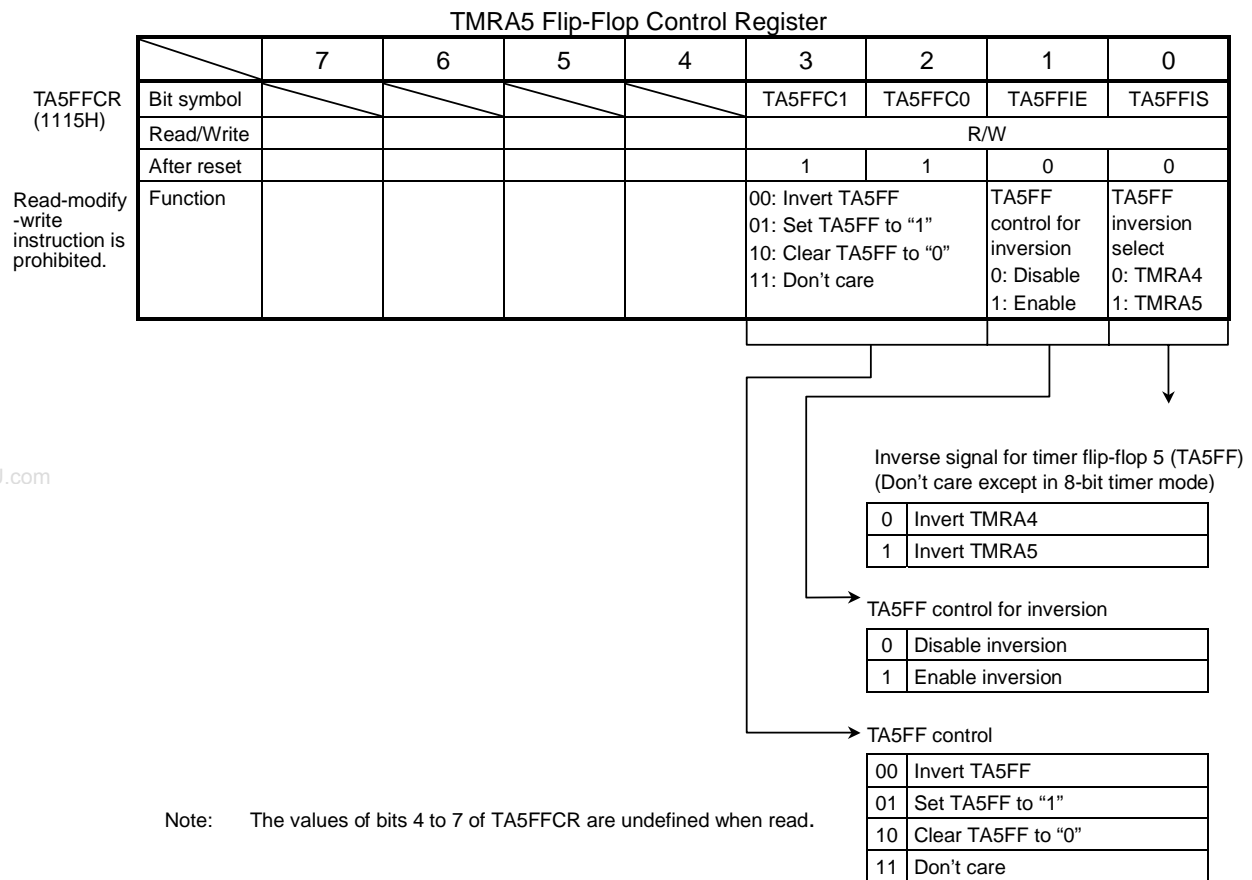 TMRA5 Flip-Flop Control Register
7 6 5 4 3 2 1 0
TA5FFCR
(1115H)
Bit symbol TA5FFC1 TA5FFC0 TA5FFIE TA5FFIS
Read/Write R/W
After reset 1 1 0 0
Read-modify
-write
instruction is
prohibited.
Function
00: Invert TA5FF
01: Set TA5FF to “1”
10: Clear TA5FF to “0”
11: Don’t care
TA5FF
control for
inversion
0: Disable
1: Enable
TA5FF
inversion
select
0: TMRA4
1: TMRA5
Inverse signal for timer flip-flop 5 (TA5FF)
(Don’t care except in 8-bit timer mode)
0 Invert TMRA4
1 Invert TMRA5
TA5FF control for inversion
0 Disable inversion
1 Enable inversion
TA5FF control
00 Invert TA5FF
01 Set TA5FF to “1”
10 Clear TA5FF to “0”
11 Don’t care
Note: The values of bits 4 to 7 of TA5FFCR are undefined when read.
.com